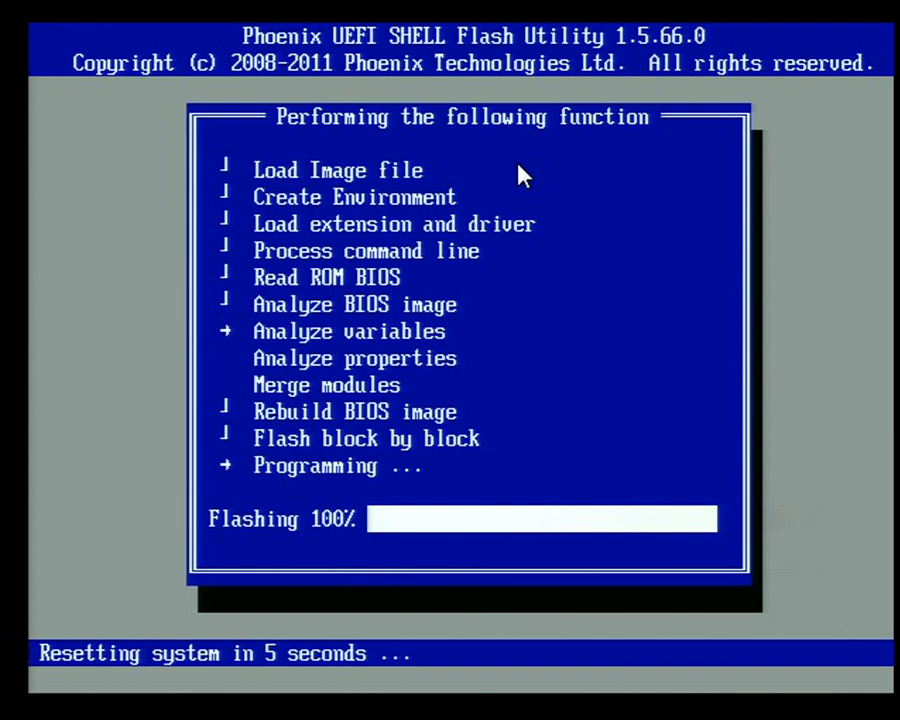 Phoenix UEFI SHELL Flash Utility 1.5.66.0
Copyright (c) 2008-2011 Phoenix Technologies Ltd. All rights reserved.
Performing the following function
Load Image file
Create Environment
Load extension and driver
Process command line
Read ROM BIOS
Analyze BIOS image
→ Analyze variables
Analyze properties
Merge modules
Rebuild BIOS image
Flash block by block
→ Programming ...
Flashing 100%
Resetting system in 5 seconds ...